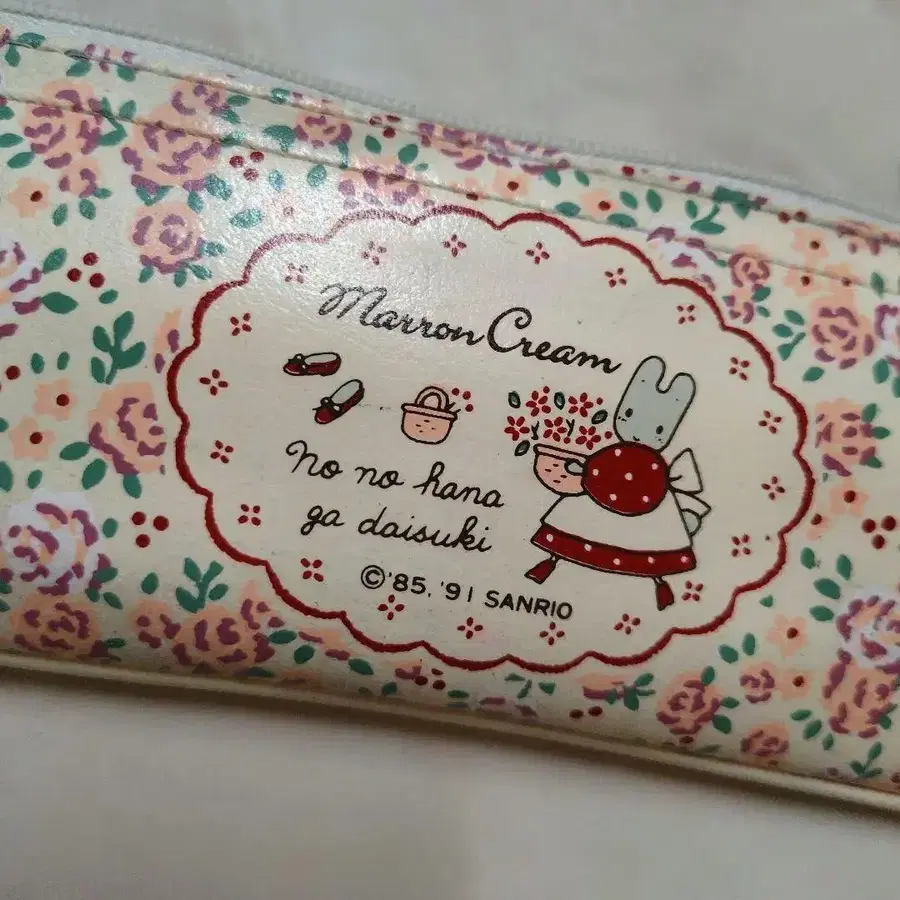 Marron Cream
No no hana
ga daisuki
©'85, '91 SANRIO